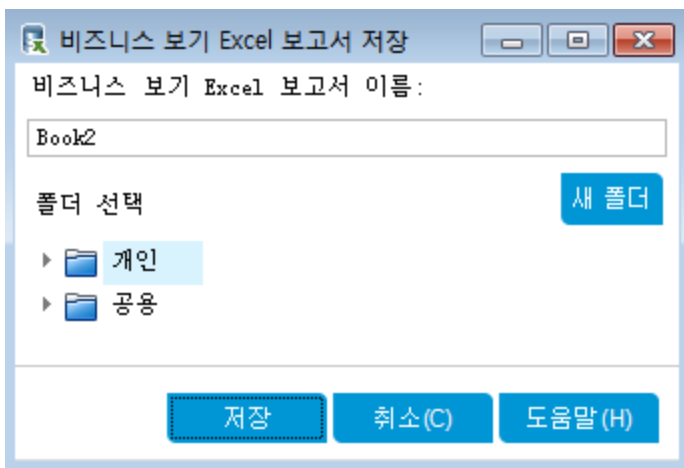 비즈니스 보기 Excel 보고서 저장
비즈니스 보기 Excel 보고서 이름:
Book2
폴더 선택
새 폴더
개인
공용
저장 취소(C) 도움말(H)